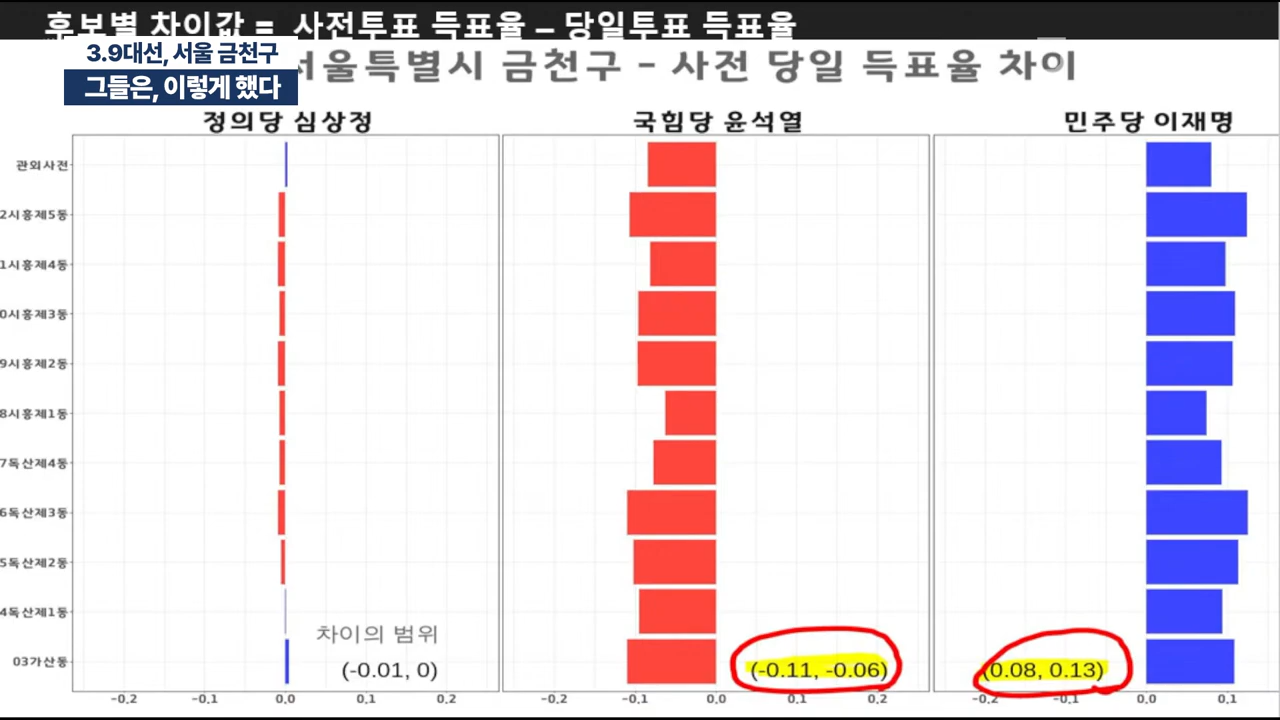 후보별 차이값 = 사전투표 득표율 – 당일투표 득표율
3.9대선, 서울 금천구
그들은, 이렇게 했다
서울특별시 금천구 - 사전 당일 득표율 차이
정의당 심상정
국힘당 윤석열
민주당 이재명
관외사전
2시흥제5동
1시흥제4동
0시흥제3동
9시흥제2동
8시흥제1동
7독산제4동
6독산제3동
5독산제2동
4독산제1동
03가산동
차이의 범위
(-0.01, 0)
(-0.11, -0.06)
(0.08, 0.13)
-0.2 -0.1 0.0 0.1 0.2
-0.2 -0.1 0.0 0.1 0.2
-0.2 -0.1 0.0 0.1